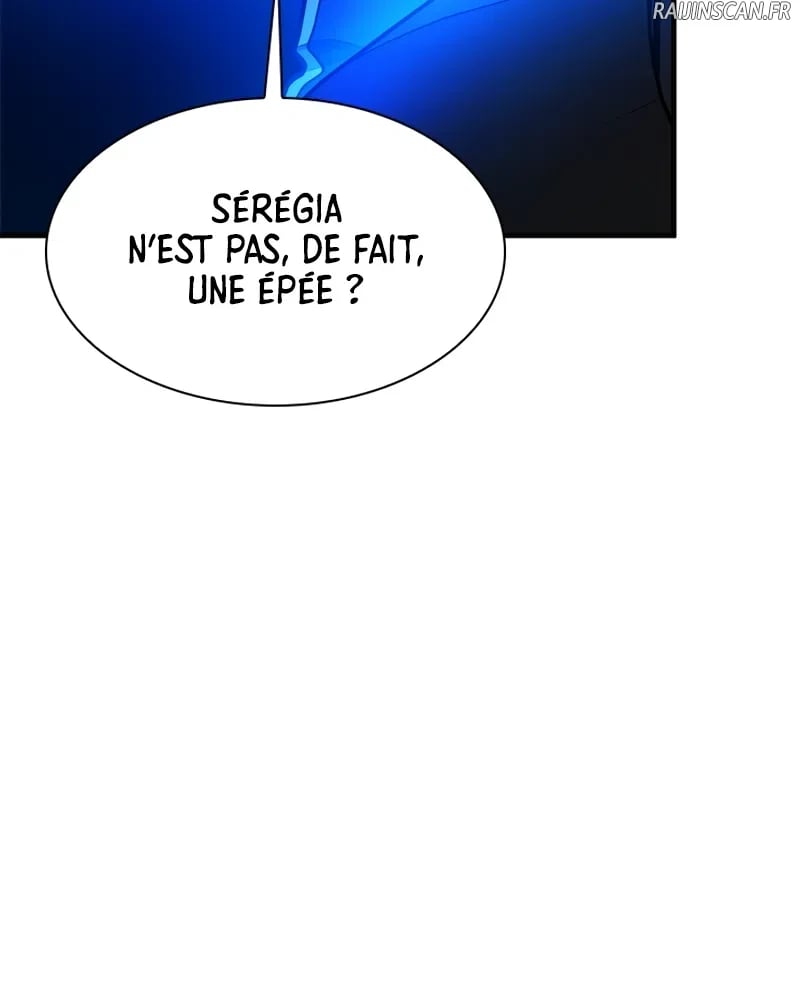 RAIJINSCAN.FR
SÉRÉGIA
N'EST PAS, DE FAIT,
UNE ÉPÉE ?